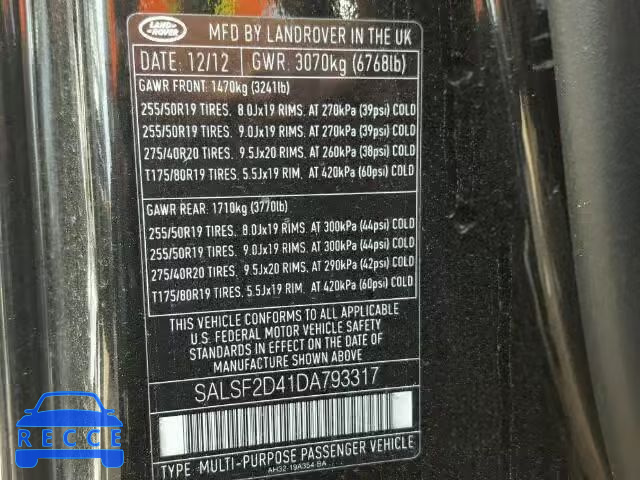 LAND-
ROVER
MFD BY LANDROVER IN THE UK
DATE: 12/12 GWR: 3070kg (6768lb)
GAWR FRONT: 1470kg (3241lb)
255/50R19 TIRES. 8.0Jx19 RIMS. AT 270kPa (39psi) COLD
255/50R19 TIRES. 9.0Jx19 RIMS. AT 270kPa (39psi) COLD
275/40R20 TIRES. 9.5Jx20 RIMS. AT 260kPa (38psi) COLD
T175/80R19 TIRES. 5.5Jx19 RIM. AT 420kPa (60psi) COLD
GAWR REAR: 1710kg (3770lb)
255/50R19 TIRES. 8.0Jx19 RIMS. AT 300kPa (44psi) COLD
255/50R19 TIRES. 9.0Jx19 RIMS. AT 300kPa (44psi) COLD
275/40R20 TIRES. 9.5Jx20 RIMS. AT 290kPa (42psi) COLD
T175/80R19 TIRES. 5.5Jx19 RIM. AT 420kPa (60psi) COLD
THIS VEHICLE CONFORMS TO ALL APPLICABLE
U.S. FEDERAL MOTOR VEHICLE SAFETY
STANDARDS IN EFFECT ON THE DATE OF
MANUFACTURE SHOWN ABOVE
SALSF2D41DA793317
TYPE: MULTI-PURPOSE PASSENGER VEHICLE
AH32-19A354-BA
RECCE